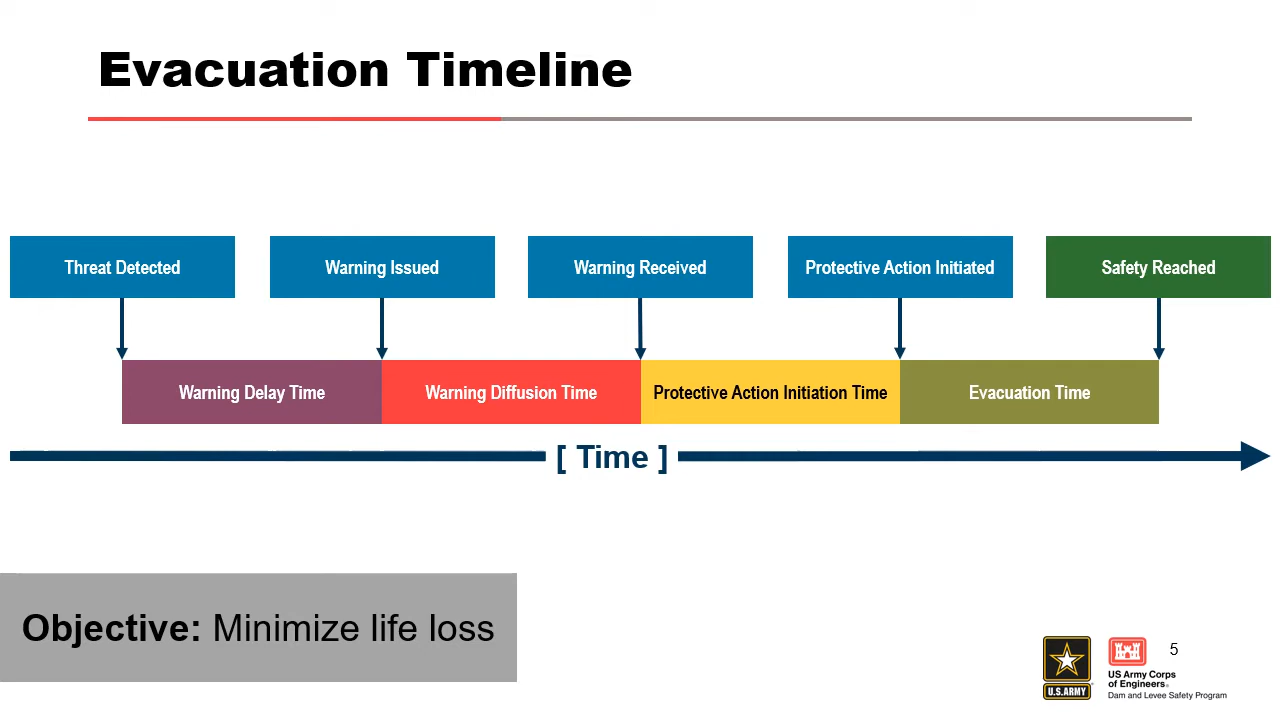 Evacuation Timeline
Threat Detected
Warning Issued
Warning Received
Protective Action Initiated
Safety Reached
Warning Delay Time
Warning Diffusion Time
Protective Action Initiation Time
Evacuation Time
[ Time ]
Objective: Minimize life loss
5
U.S.ARMY
US Army Corps
of Engineers®
Dam and Levee Safety Program